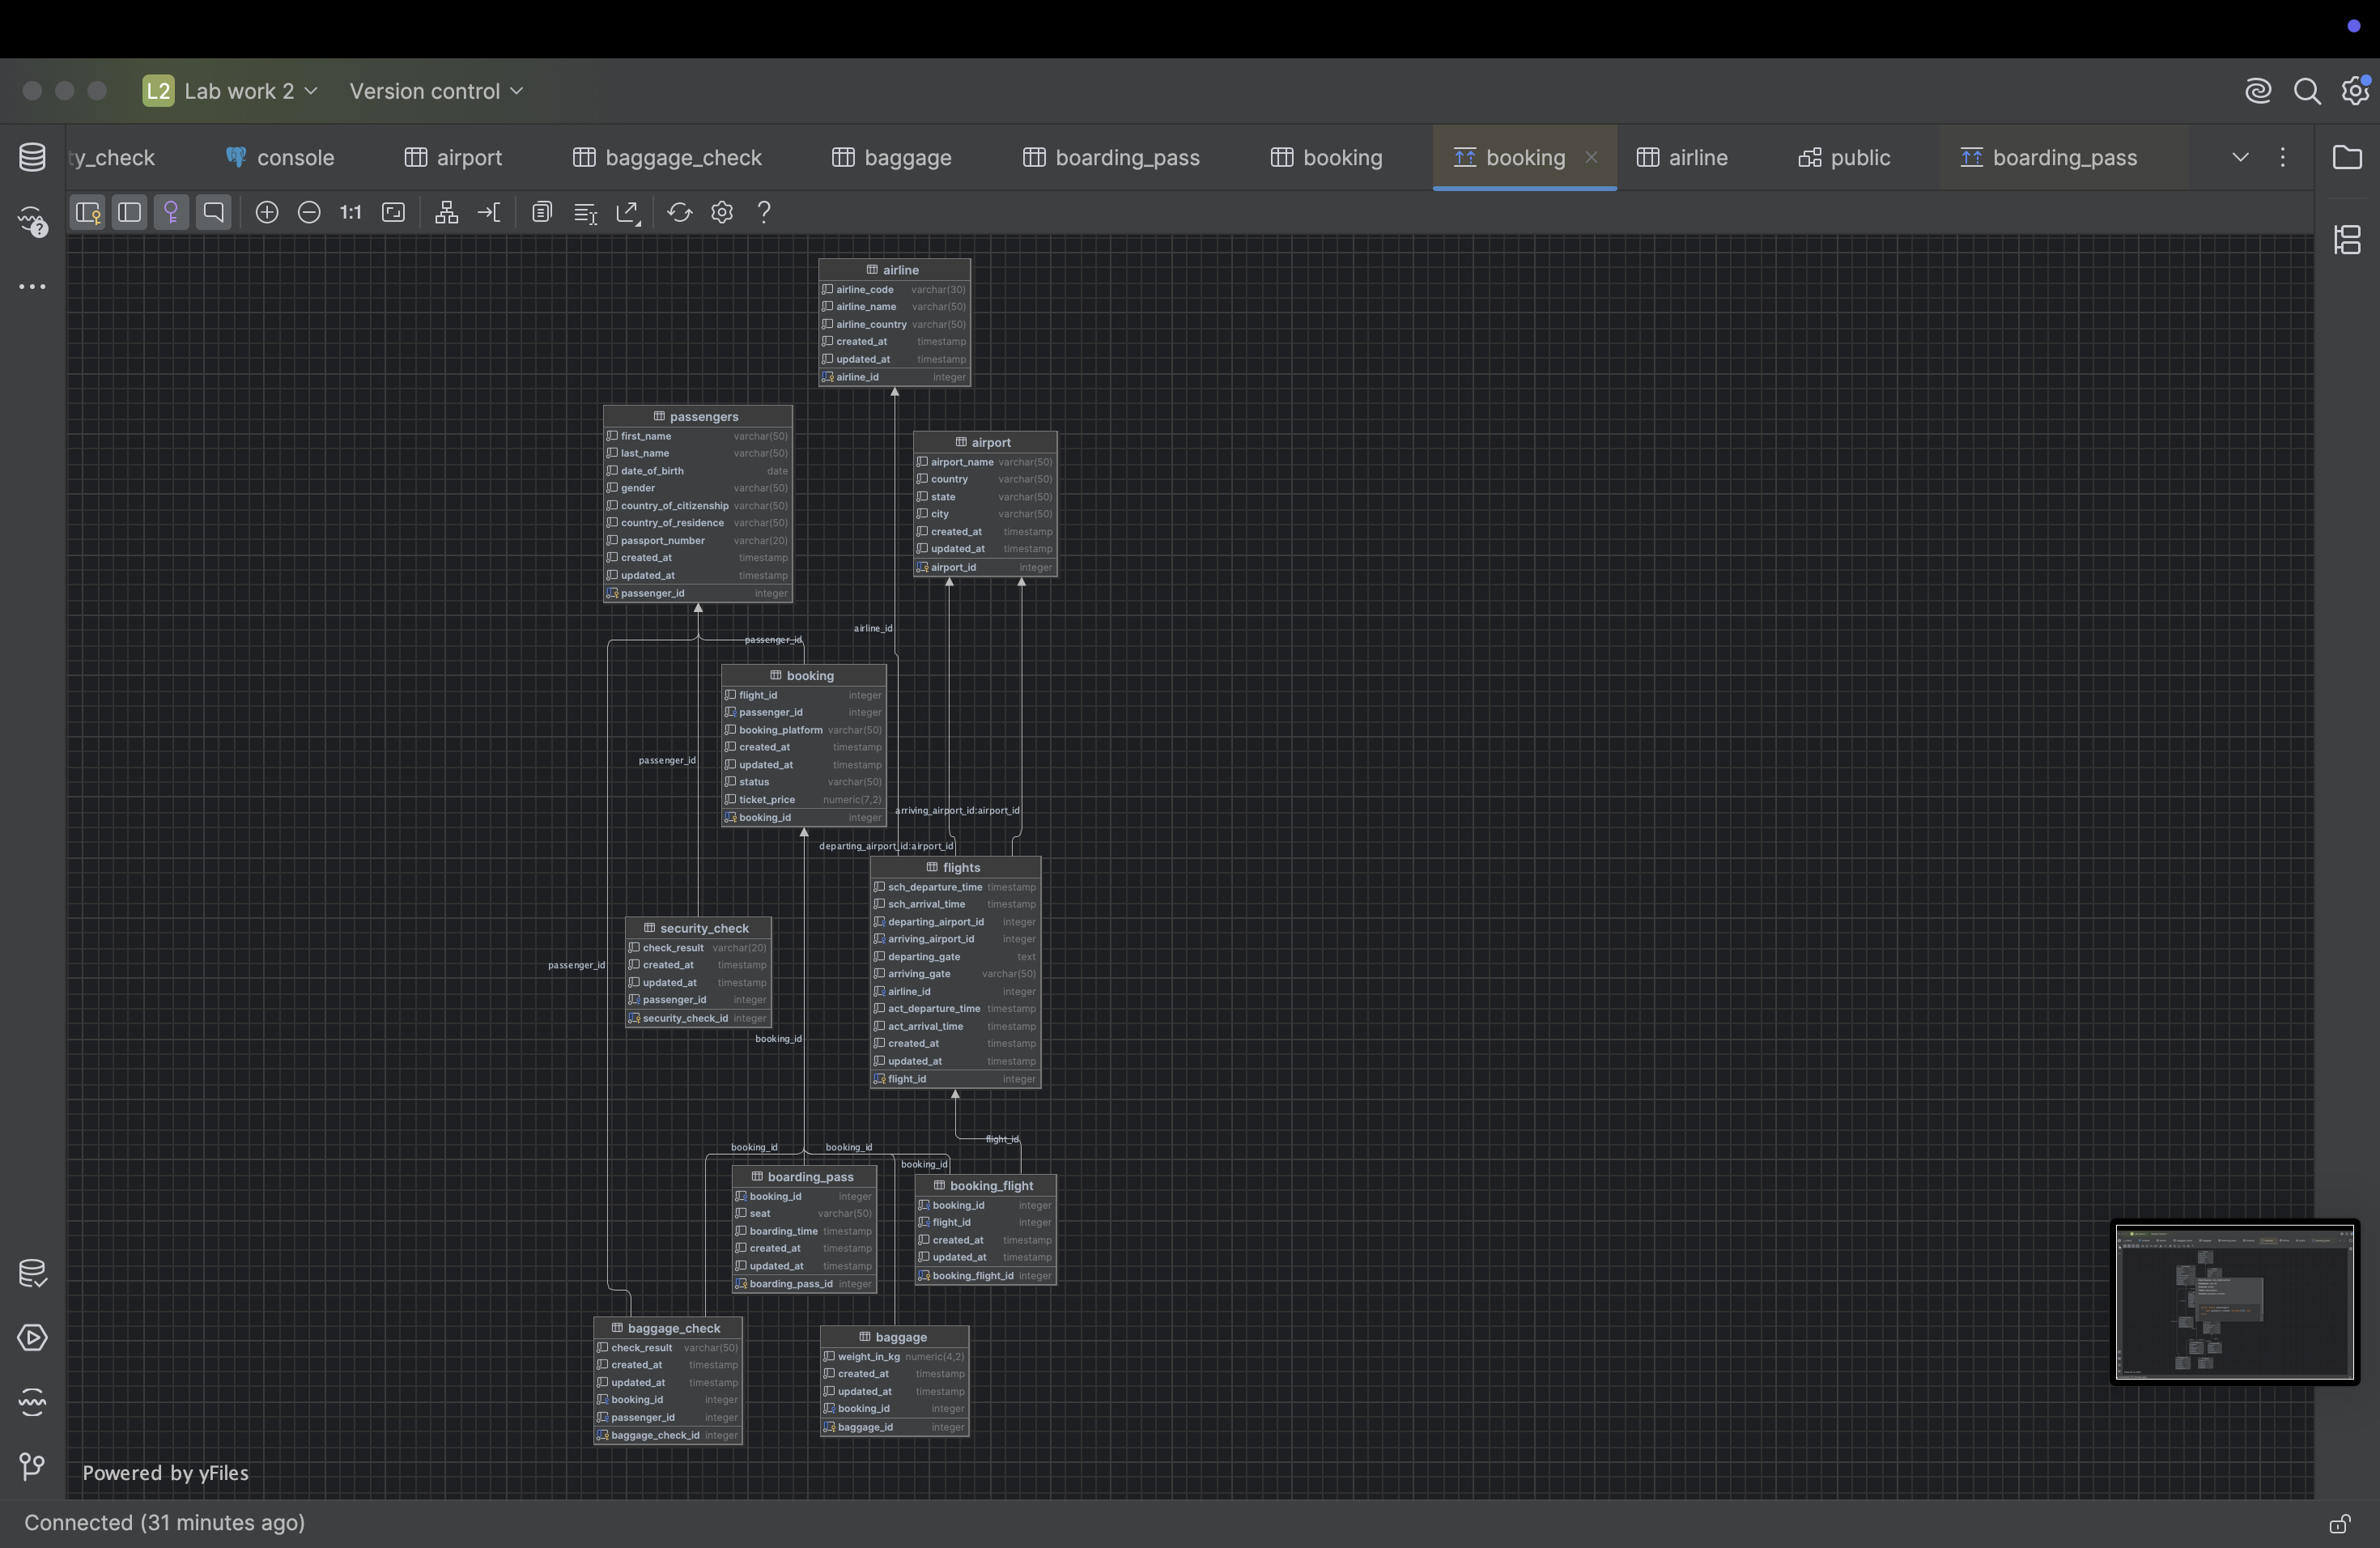 L2 Lab work 2 Version control
ty_check console airport baggage_check baggage boarding_pass booking booking airline public boarding_pass
1:1 ?
airline
airline_code varchar(30)
airline_name varchar(50)
airline_country varchar(50)
created_at timestamp
updated_at timestamp
airline_id integer
passengers
first_name varchar(50)
last_name varchar(50)
date_of_birth date
gender varchar(50)
country_of_citizenship varchar(50)
country_of_residence varchar(50)
passport_number varchar(20)
created_at timestamp
updated_at timestamp
passenger_id integer
airport
airport_name varchar(50)
country varchar(50)
state varchar(50)
city varchar(50)
created_at timestamp
updated_at timestamp
airport_id integer
airline_id
passenger_id
booking
flight_id integer
passenger_id integer
booking_platform varchar(50)
created_at timestamp
updated_at timestamp
status varchar(50)
ticket_price numeric(7,2)
booking_id integer
passenger_id
arriving_airport_id:airport_id
departing_airport_id:airport_id
flights
sch_departure_time timestamp
sch_arrival_time timestamp
departing_airport_id integer
arriving_airport_id integer
departing_gate text
arriving_gate varchar(50)
airline_id integer
act_departure_time timestamp
act_arrival_time timestamp
created_at timestamp
updated_at timestamp
flight_id integer
security_check
check_result varchar(20)
created_at timestamp
updated_at timestamp
passenger_id integer
security_check_id integer
passenger_id
booking_id
flight_id
booking_id
booking_id
booking_id
boarding_pass
booking_id integer
seat varchar(50)
boarding_time timestamp
created_at timestamp
updated_at timestamp
boarding_pass_id integer
booking_flight
booking_id integer
flight_id integer
created_at timestamp
updated_at timestamp
booking_flight_id integer
baggage_check
check_result varchar(50)
created_at timestamp
updated_at timestamp
booking_id integer
passenger_id integer
baggage_check_id integer
baggage
weight_in_kg numeric(4,2)
created_at timestamp
updated_at timestamp
booking_id integer
baggage_id integer
Powered by yFiles
Connected (31 minutes ago)